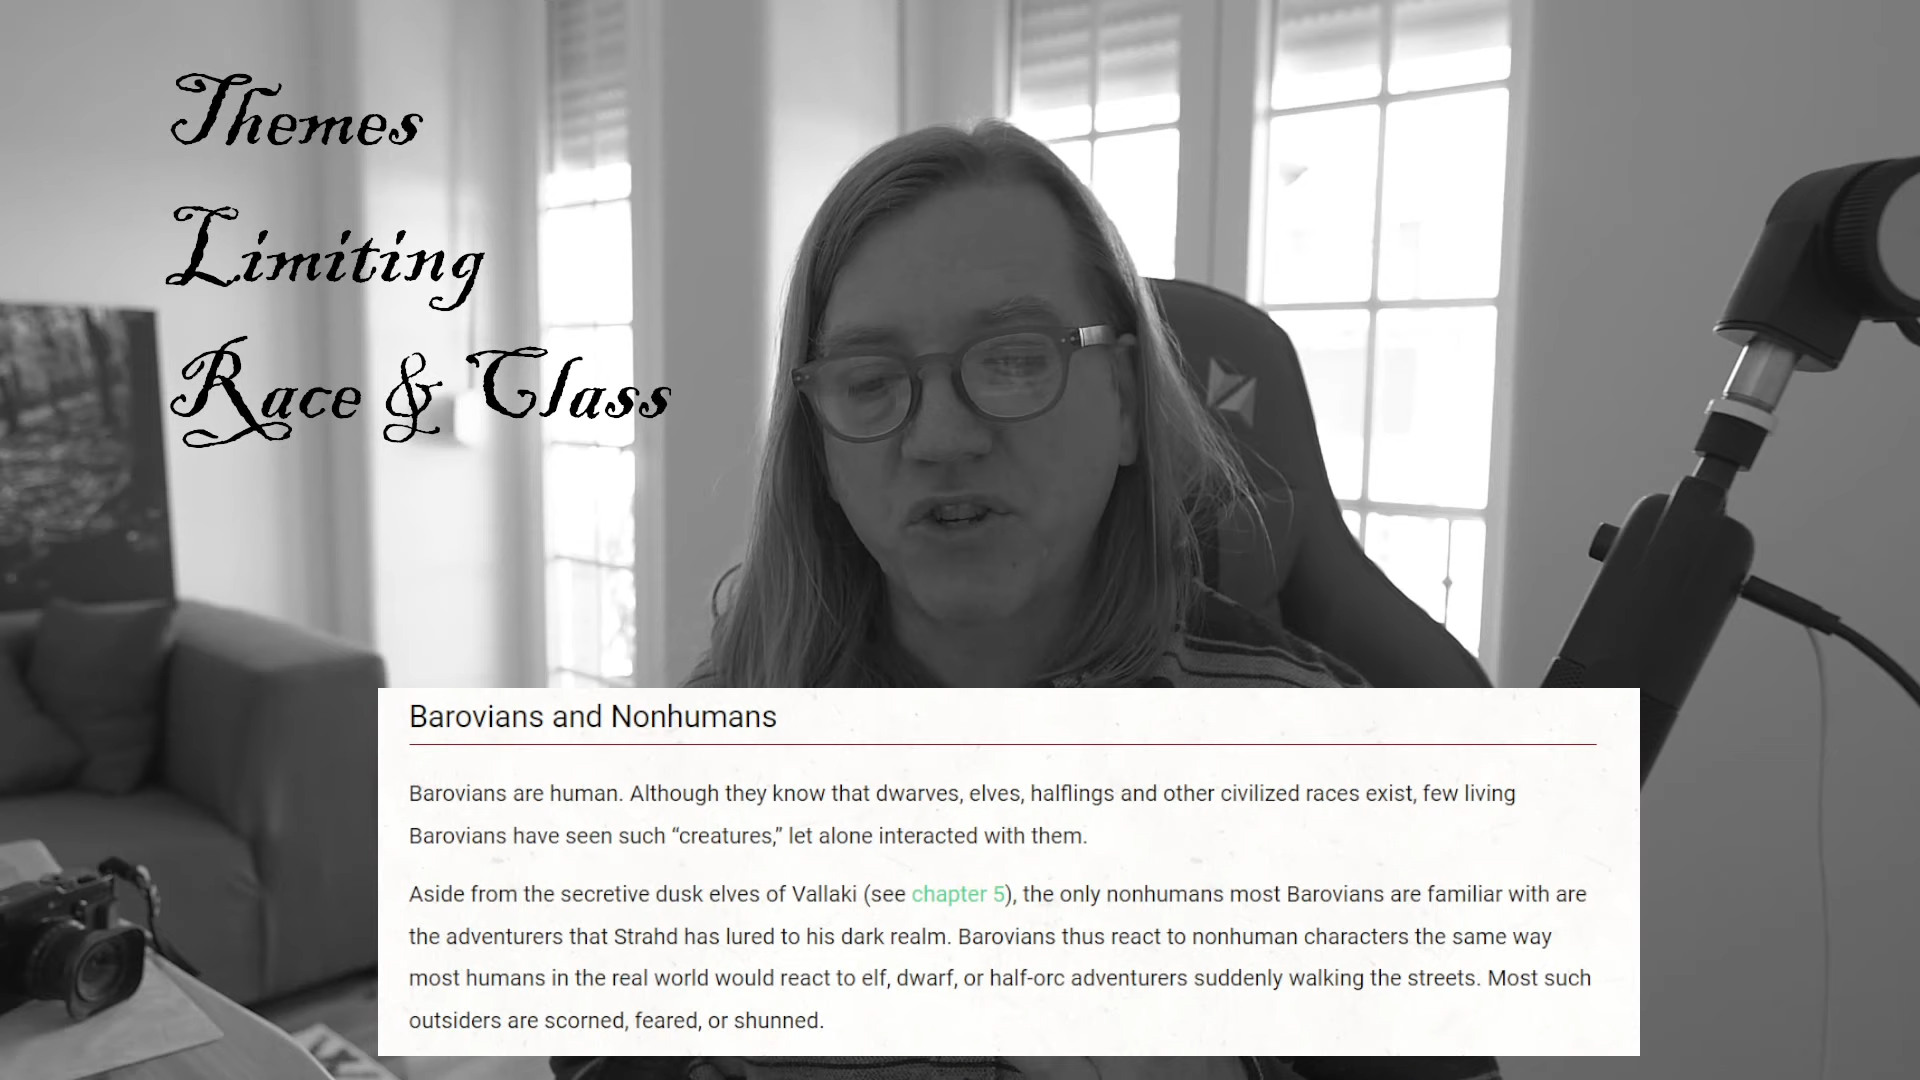 Themes
Limiting
Race & Class
Barovians and Nonhumans
Barovians are human. Although they know that dwarves, elves, halflings and other civilized races exist, few living
Barovians have seen such “creatures,” let alone interacted with them.
Aside from the secretive dusk elves of Vallaki (see chapter 5), the only nonhumans most Barovians are familiar with are
the adventurers that Strahd has lured to his dark realm. Barovians thus react to nonhuman characters the same way
most humans in the real world would react to elf, dwarf, or half-orc adventurers suddenly walking the streets. Most such
outsiders are scorned, feared, or shunned.